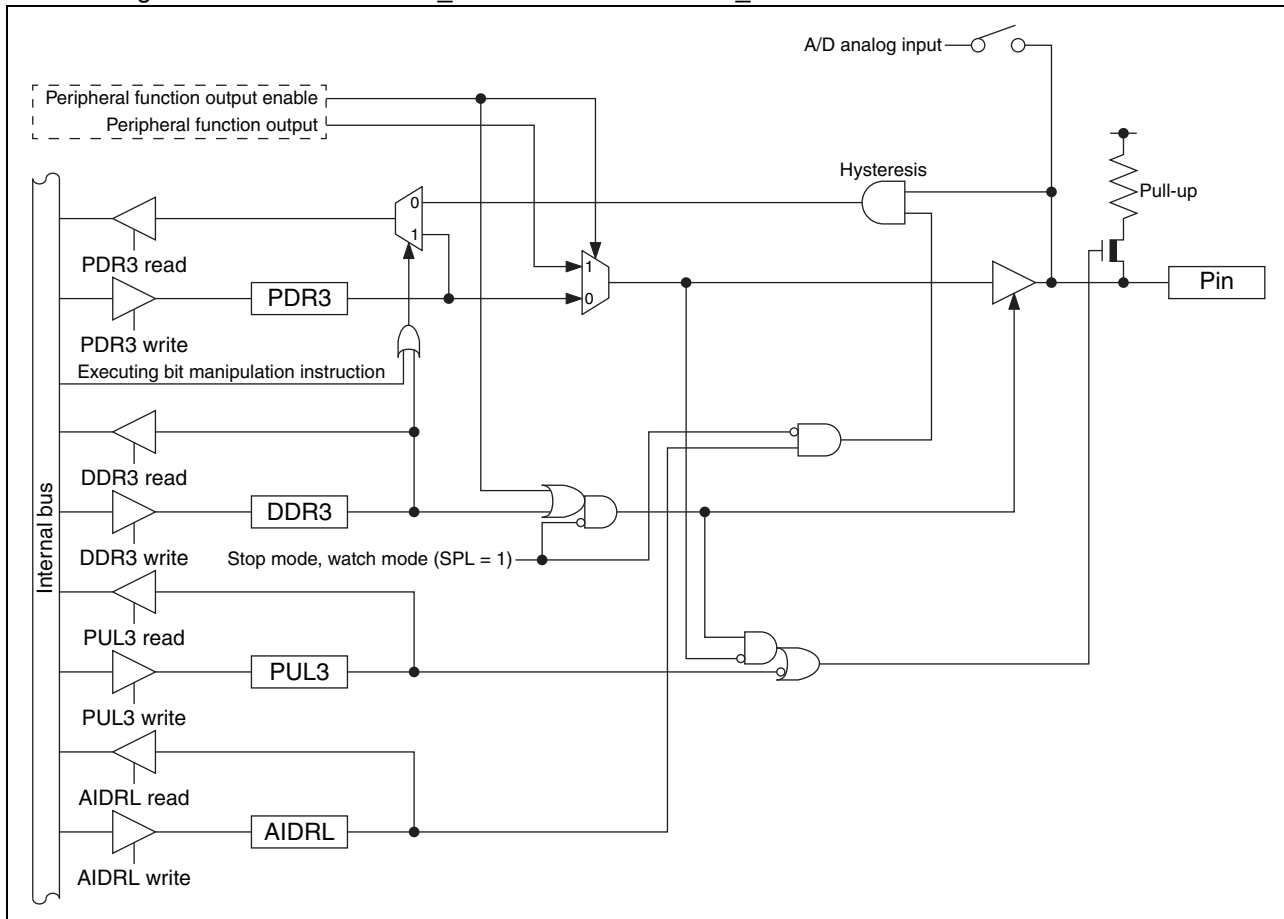 A/D analog input
Peripheral function output enable
Peripheral function output
Hysteresis
Pull-up
0
1
PDR3 read
1
0
PDR3
Pin
PDR3 write
Executing bit manipulation instruction
DDR3 read
DDR3
DDR3 write
Stop mode, watch mode (SPL = 1)
Internal bus
PUL3 read
PUL3
PUL3 write
AIDRL read
AIDRL
AIDRL write